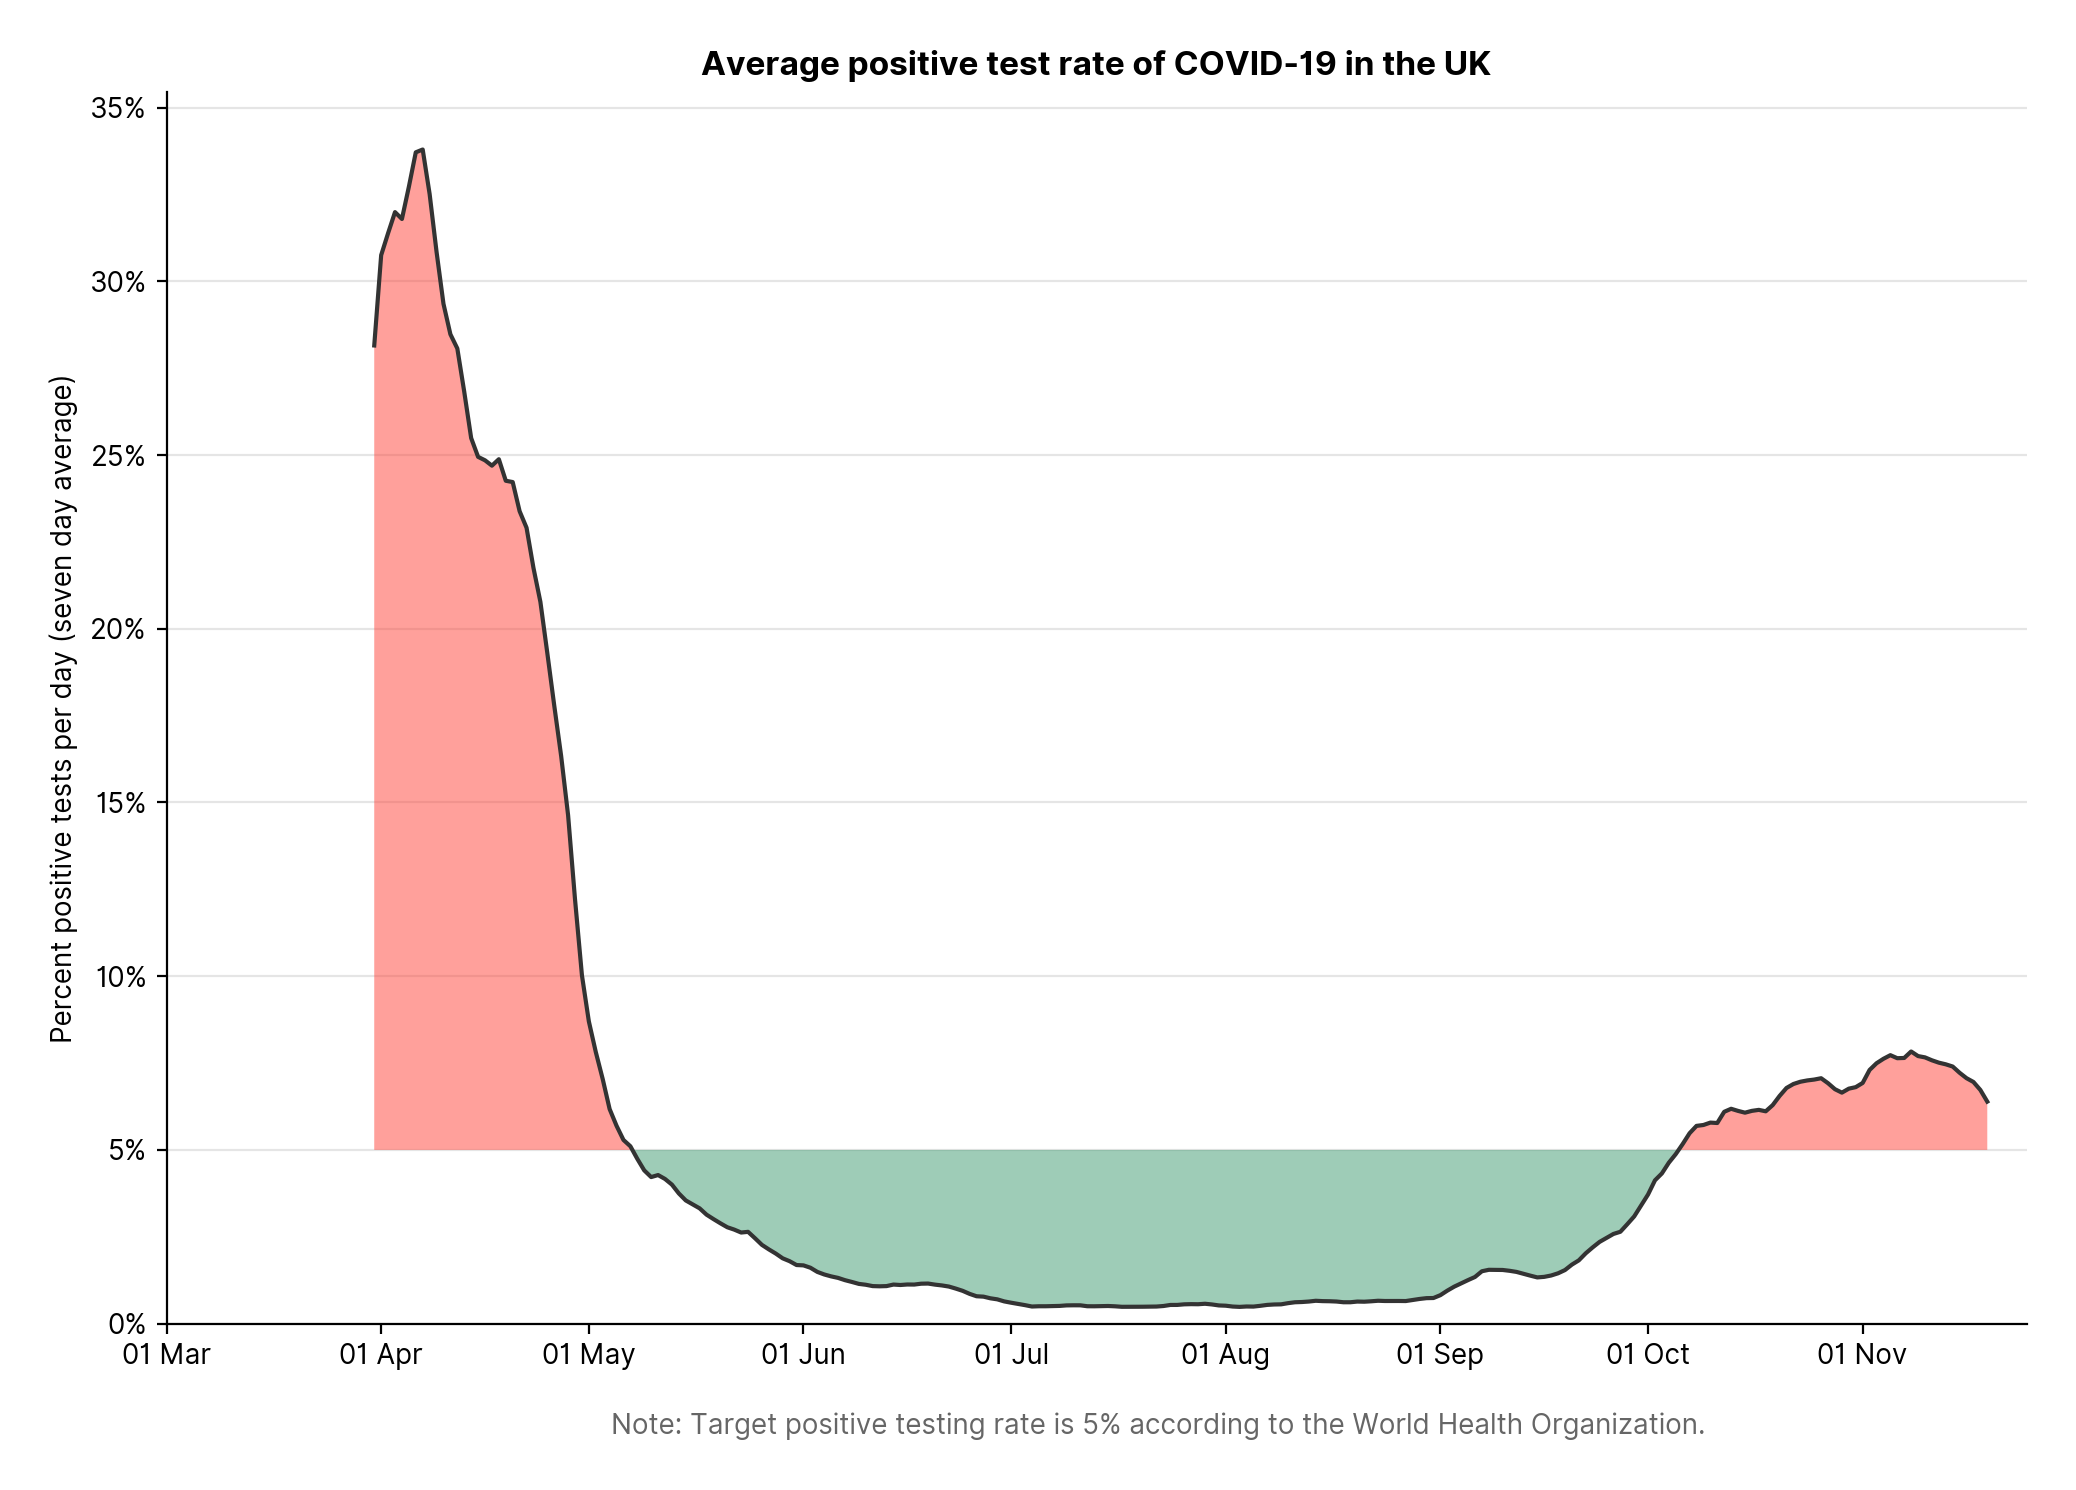 Average positive test rate of COVID-19 in the UK
Percent positive tests per day (seven day average)
35%
30%
25%
20%
15%
10%
5%
0%
01 Mar
01 Apr
01 May
01 Jun
01 Jul
01 Aug
01 Sep
01 Oct
01 Nov
Note: Target positive testing rate is 5% according to the World Health Organization.